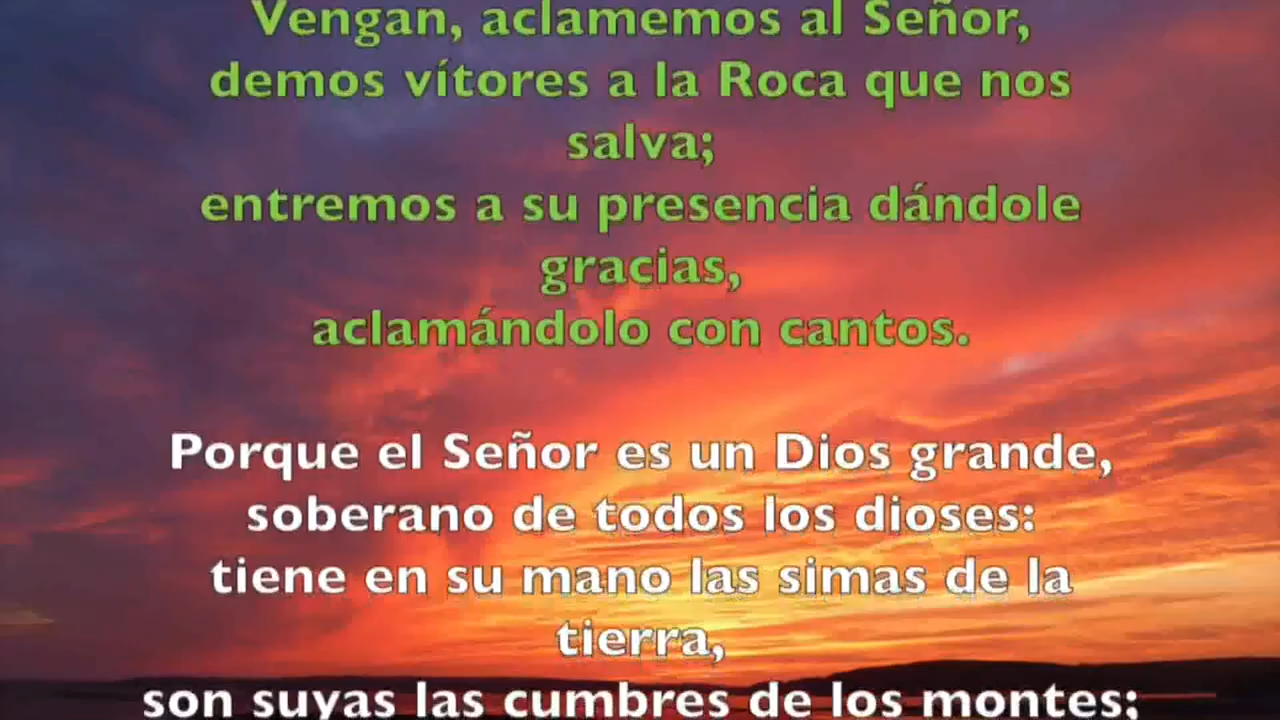 Vengan, aclamemos al Señor,
demos vítores a la Roca que nos
salva;
entremos a su presencia dándole
gracias,
aclamándolo con cantos.
Porque el Señor es un Dios grande,
soberano de todos los dioses:
tiene en su mano las simas de la
tierra,
son suyas las cumbres de los montes;